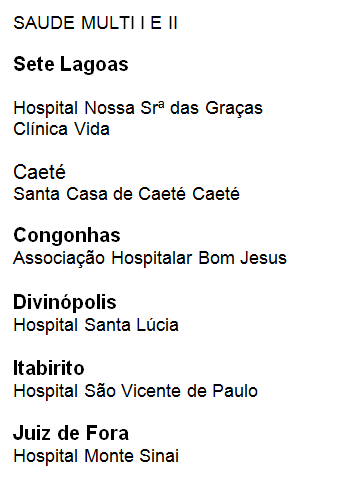 SAUDE MULTI I E II
Sete Lagoas
Hospital Nossa Srª das Graças
Clínica Vida
Caeté
Santa Casa de Caeté Caeté
Congonhas
Associação Hospitalar Bom Jesus
Divinópolis
Hospital Santa Lúcia
Itabirito
Hospital São Vicente de Paulo
Juiz de Fora
Hospital Monte Sinai